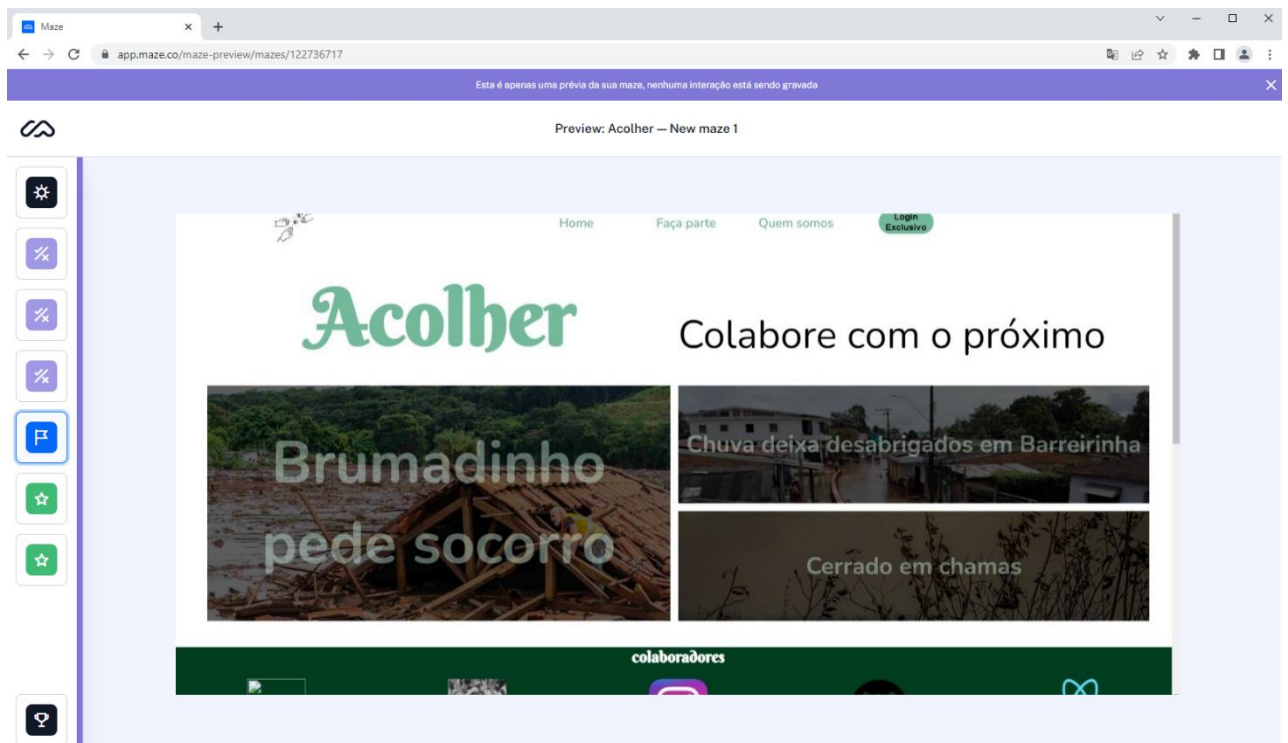 Maze
app.maze.co/maze-preview/mazes/122736717
Esta é apenas uma prévia da sua maze, nenhuma interação está sendo gravada
Preview: Acolher — New maze 1
Home
Faça parte
Quem somos
Login
Exclusivo
Acolher
Colabore com o próximo
Brumadinho
pede socorro
Chuva deixa desabrigados em Barreirinha
Cerrado em chamas
colaboradores